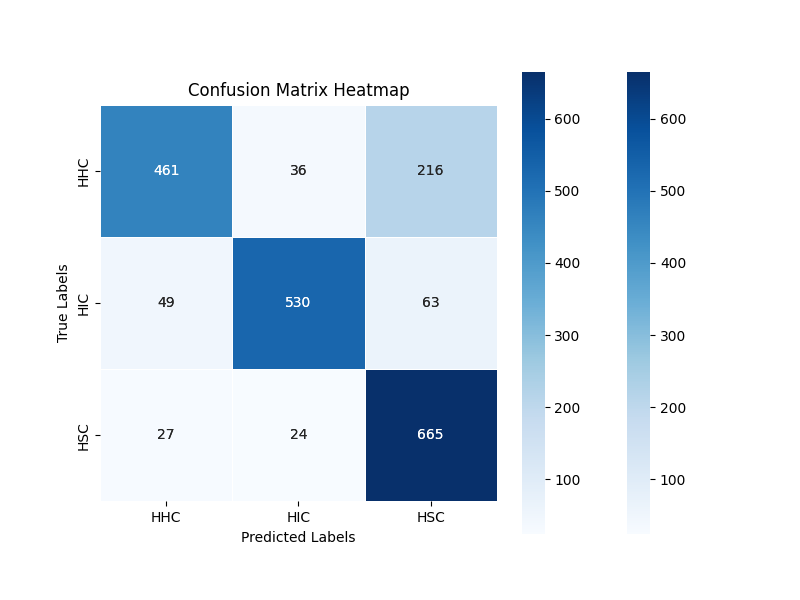 Confusion Matrix Heatmap
True Labels
HHC
461 36 216
HIC
49 530 63
HSC
27 24 665
HHC HIC HSC
Predicted Labels
600
500
400
300
200
100
600
500
400
300
200
100